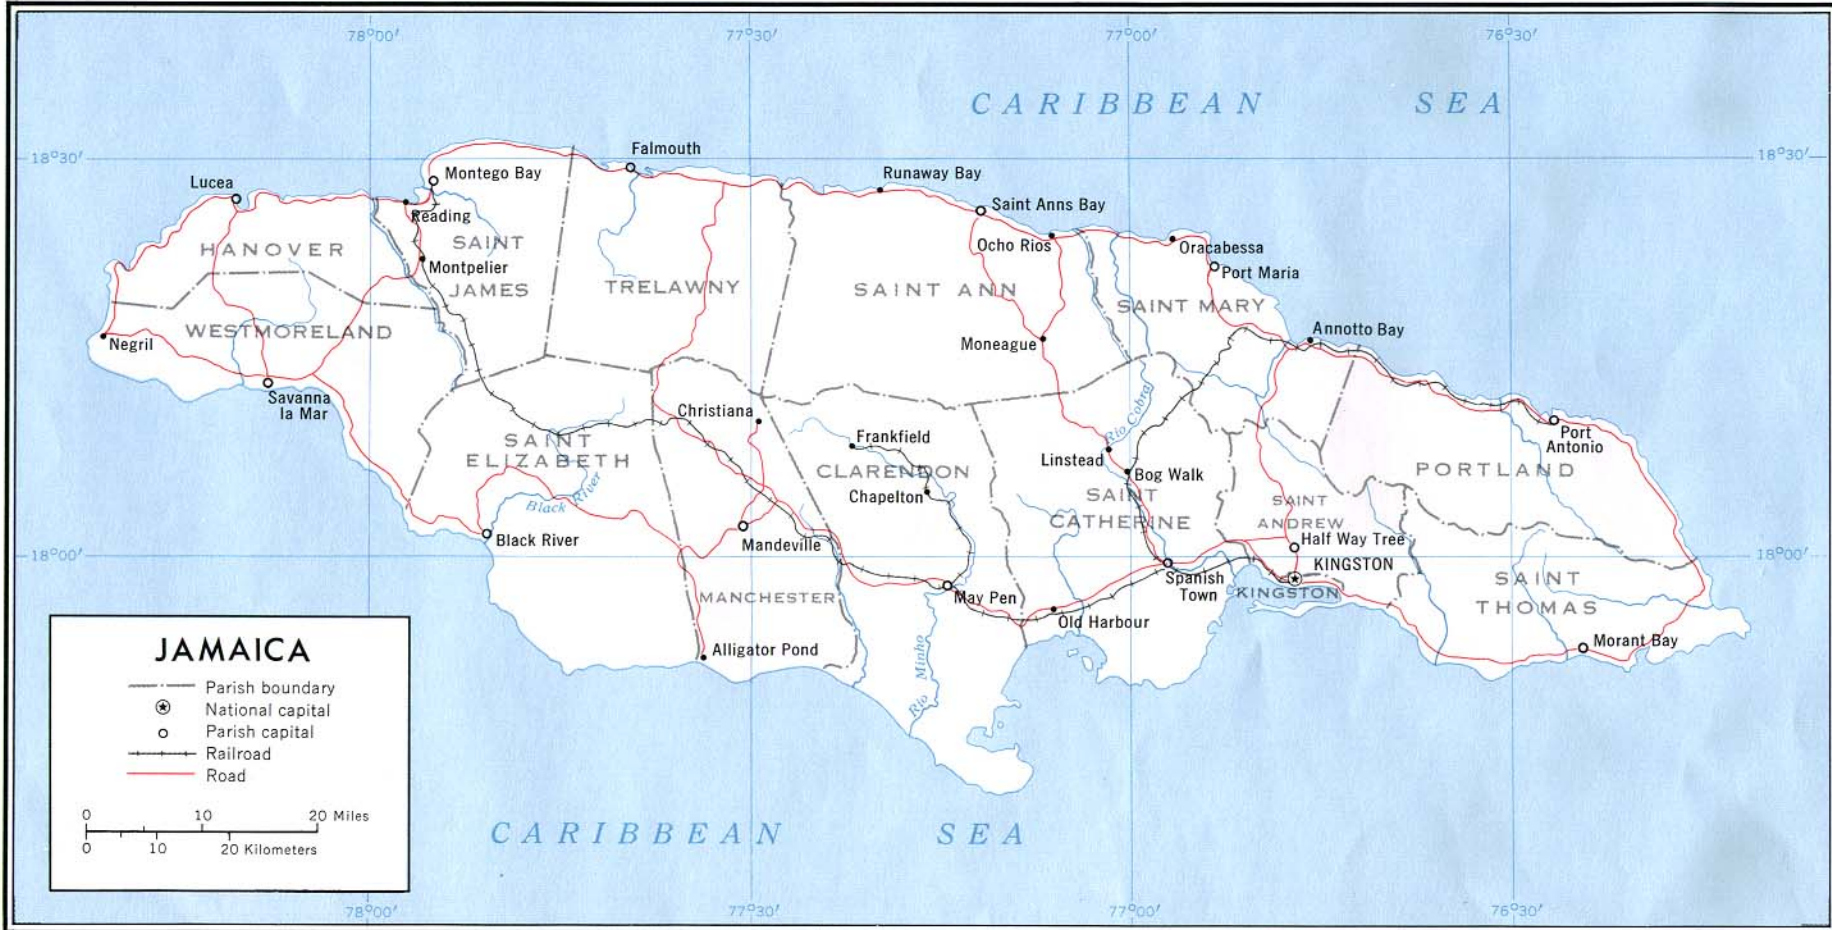 78°00′
77°30′
77°00′
76°30′
CARIBBEAN SEA
18°30′
18°30′
Falmouth
Montego Bay
Runaway Bay
Lucea
Saint Anns Bay
Reading
Ocho Rios
Oracabessa
HANOVER
SAINT
JAMES
Montpelier
Port Maria
TRELAWNY
SAINT ANN
SAINT MARY
WESTMORELAND
Annotto Bay
Negril
Moneague
Savanna
la Mar
Christiana
Rio Cobra
Port
Antonio
Frankfield
SAINT
ELIZABETH
Linstead
CLARENDON
Bog Walk
PORTLAND
Chapelton
SAINT
CATHERINE
SAINT
ANDREW
Black River
Black River
Mandeville
Half Way Tree
18°00′
18°00′
KINGSTON
Spanish
Town
KINGSTON
SAINT
THOMAS
MANCHESTER
May Pen
Old Harbour
Morant Bay
Alligator Pond
Rio Minho
JAMAICA
Parish boundary
National capital
Parish capital
Railroad
Road
0 10 20 Miles
0 10 20 Kilometers
CARIBBEAN SEA
78°00′
77°30′
77°00′
76°30′